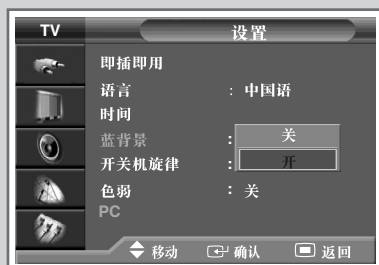 TV 设置
即插即用
语言 : 中国语
时间
蓝背景 : 关
开关机旋律 : 开
色弱 : 关
PC
移动 确认 返回